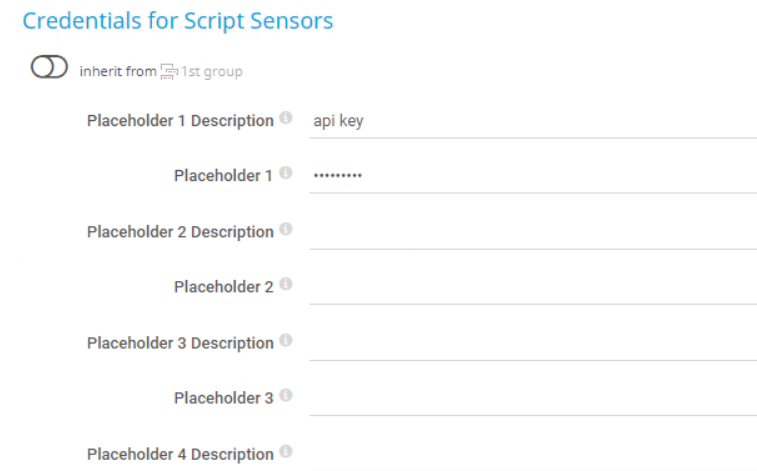 Credentials for Script Sensors
inherit from 1st group
Placeholder 1 Description api key
Placeholder 1 •••••••••
Placeholder 2 Description
Placeholder 2
Placeholder 3 Description
Placeholder 3
Placeholder 4 Description